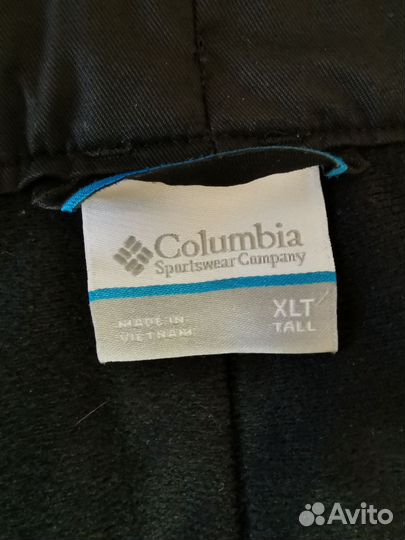 Columbia
Sportswear Company
XLT
TALL
MADE IN
VIETNAM
Avito